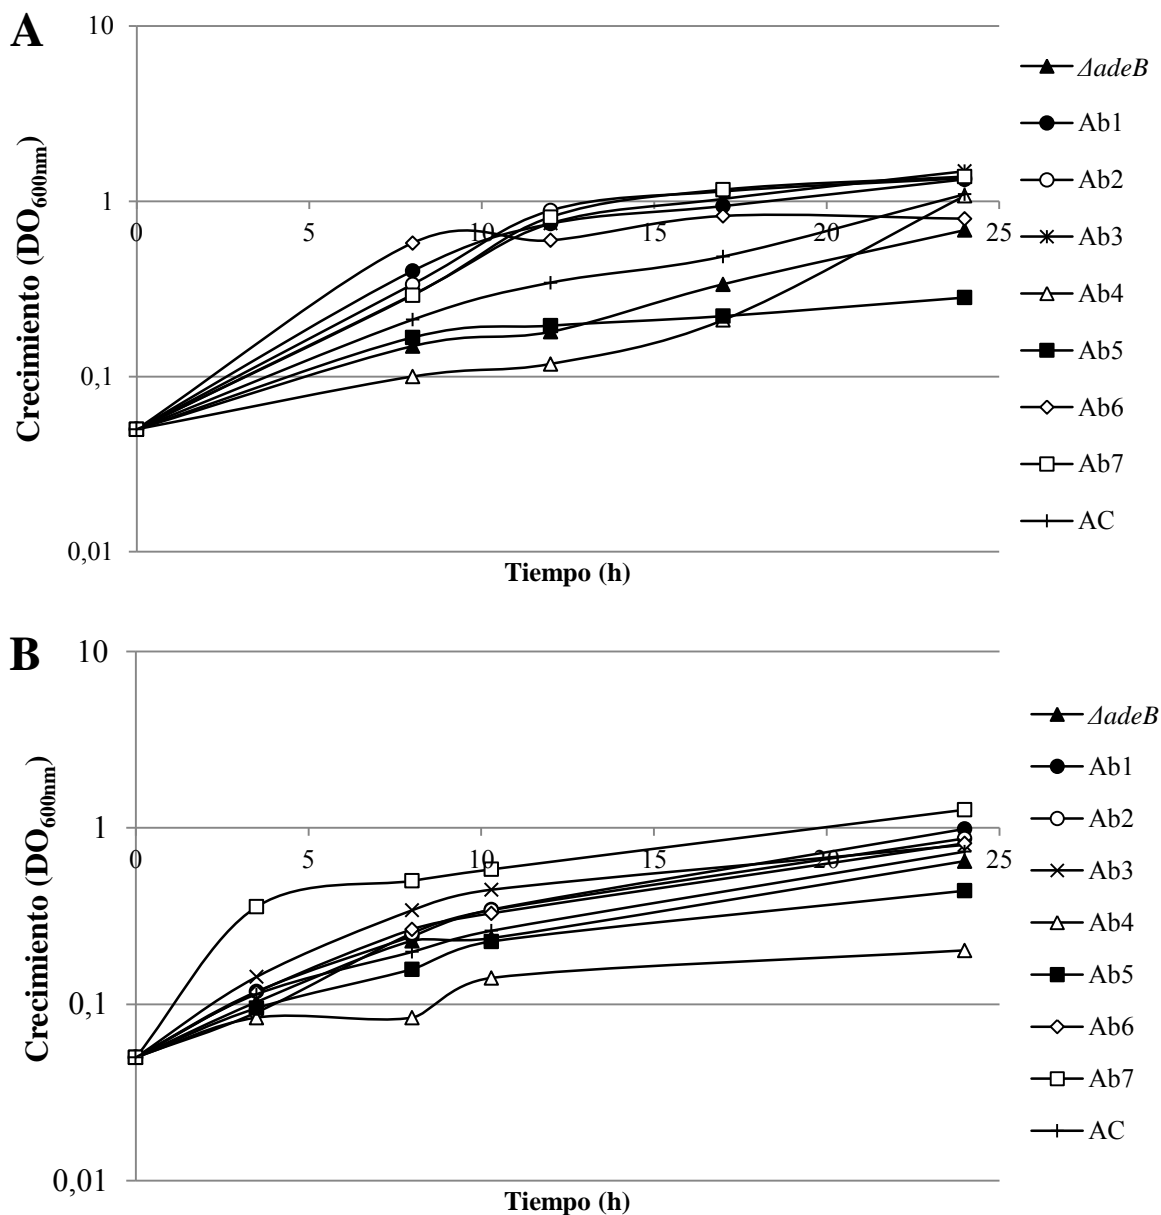 A
10
1
0,1
0,01
0 5 10 15 20 25
Crecimiento (DO600nm)
Tiempo (h)
ΔadeB
Ab1
Ab2
Ab3
Ab4
Ab5
Ab6
Ab7
AC
B
10
1
0,1
0,01
0 5 10 15 20 25
Crecimiento (DO600nm)
Tiempo (h)
ΔadeB
Ab1
Ab2
Ab3
Ab4
Ab5
Ab6
Ab7
AC